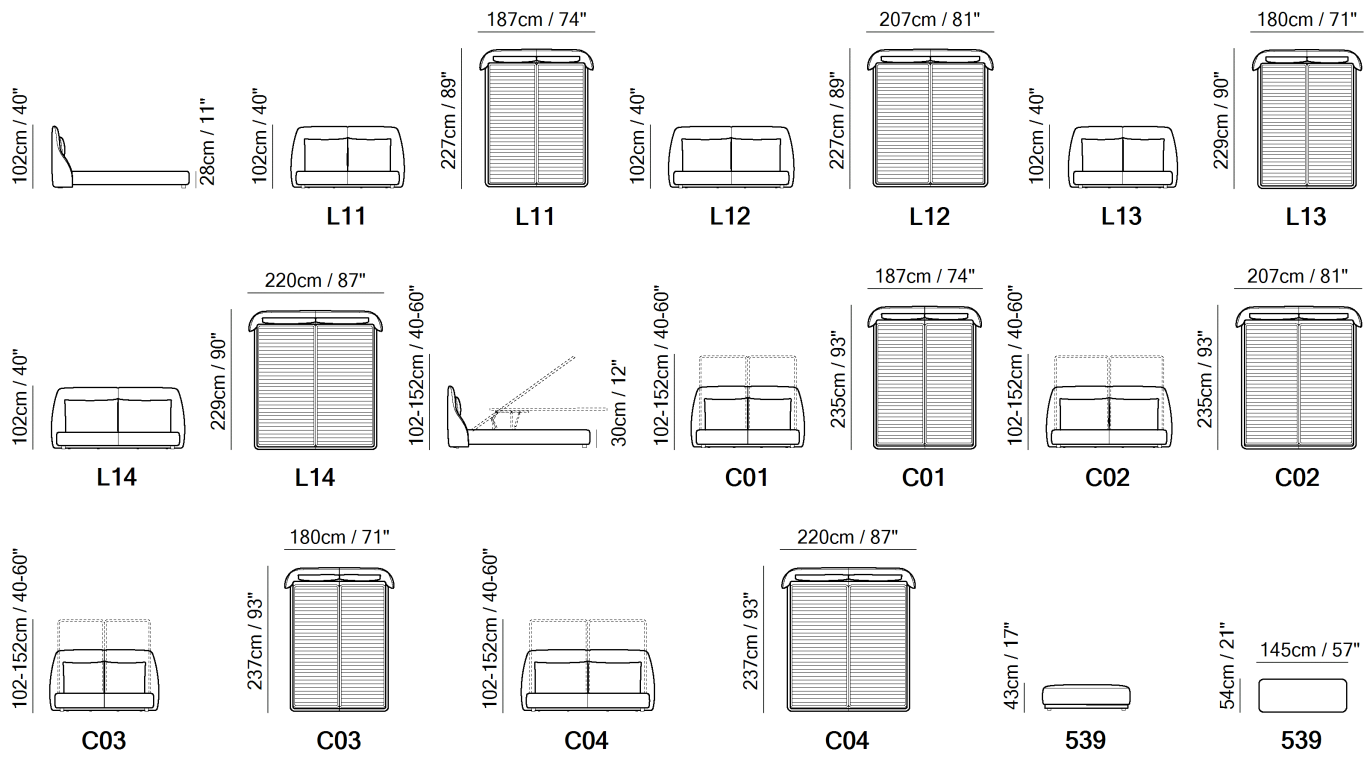 187cm / 74"
207cm / 81"
180cm / 71"
102cm / 40"
28cm / 11"
102cm / 40"
227cm / 89"
102cm / 40"
227cm / 89"
102cm / 40"
229cm / 90"
L11
L11
L12
L12
L13
L13
220cm / 87"
187cm / 74"
207cm / 81"
102cm / 40"
229cm / 90"
102-152cm / 40-60"
30cm / 12"
102-152cm / 40-60"
235cm / 93"
102-152cm / 40-60"
235cm / 93"
L14
L14
C01
C01
C02
C02
180cm / 71"
220cm / 87"
102-152cm / 40-60"
237cm / 93"
102-152cm / 40-60"
237cm / 93"
43cm / 17"
54cm / 21"
145cm / 57"
C03
C03
C04
C04
539
539